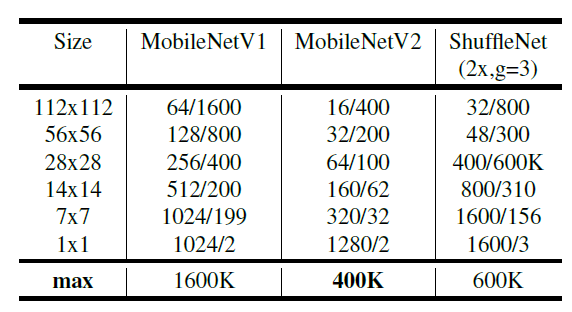 Size MobileNetV1 MobileNetV2 ShuffleNet
(2x,g=3)
112x112 64/1600 16/400 32/800
56x56 128/800 32/200 48/300
28x28 256/400 64/100 400/600K
14x14 512/200 160/62 800/310
7x7 1024/199 320/32 1600/156
1x1 1024/2 1280/2 1600/3
max 1600K 400K 600K